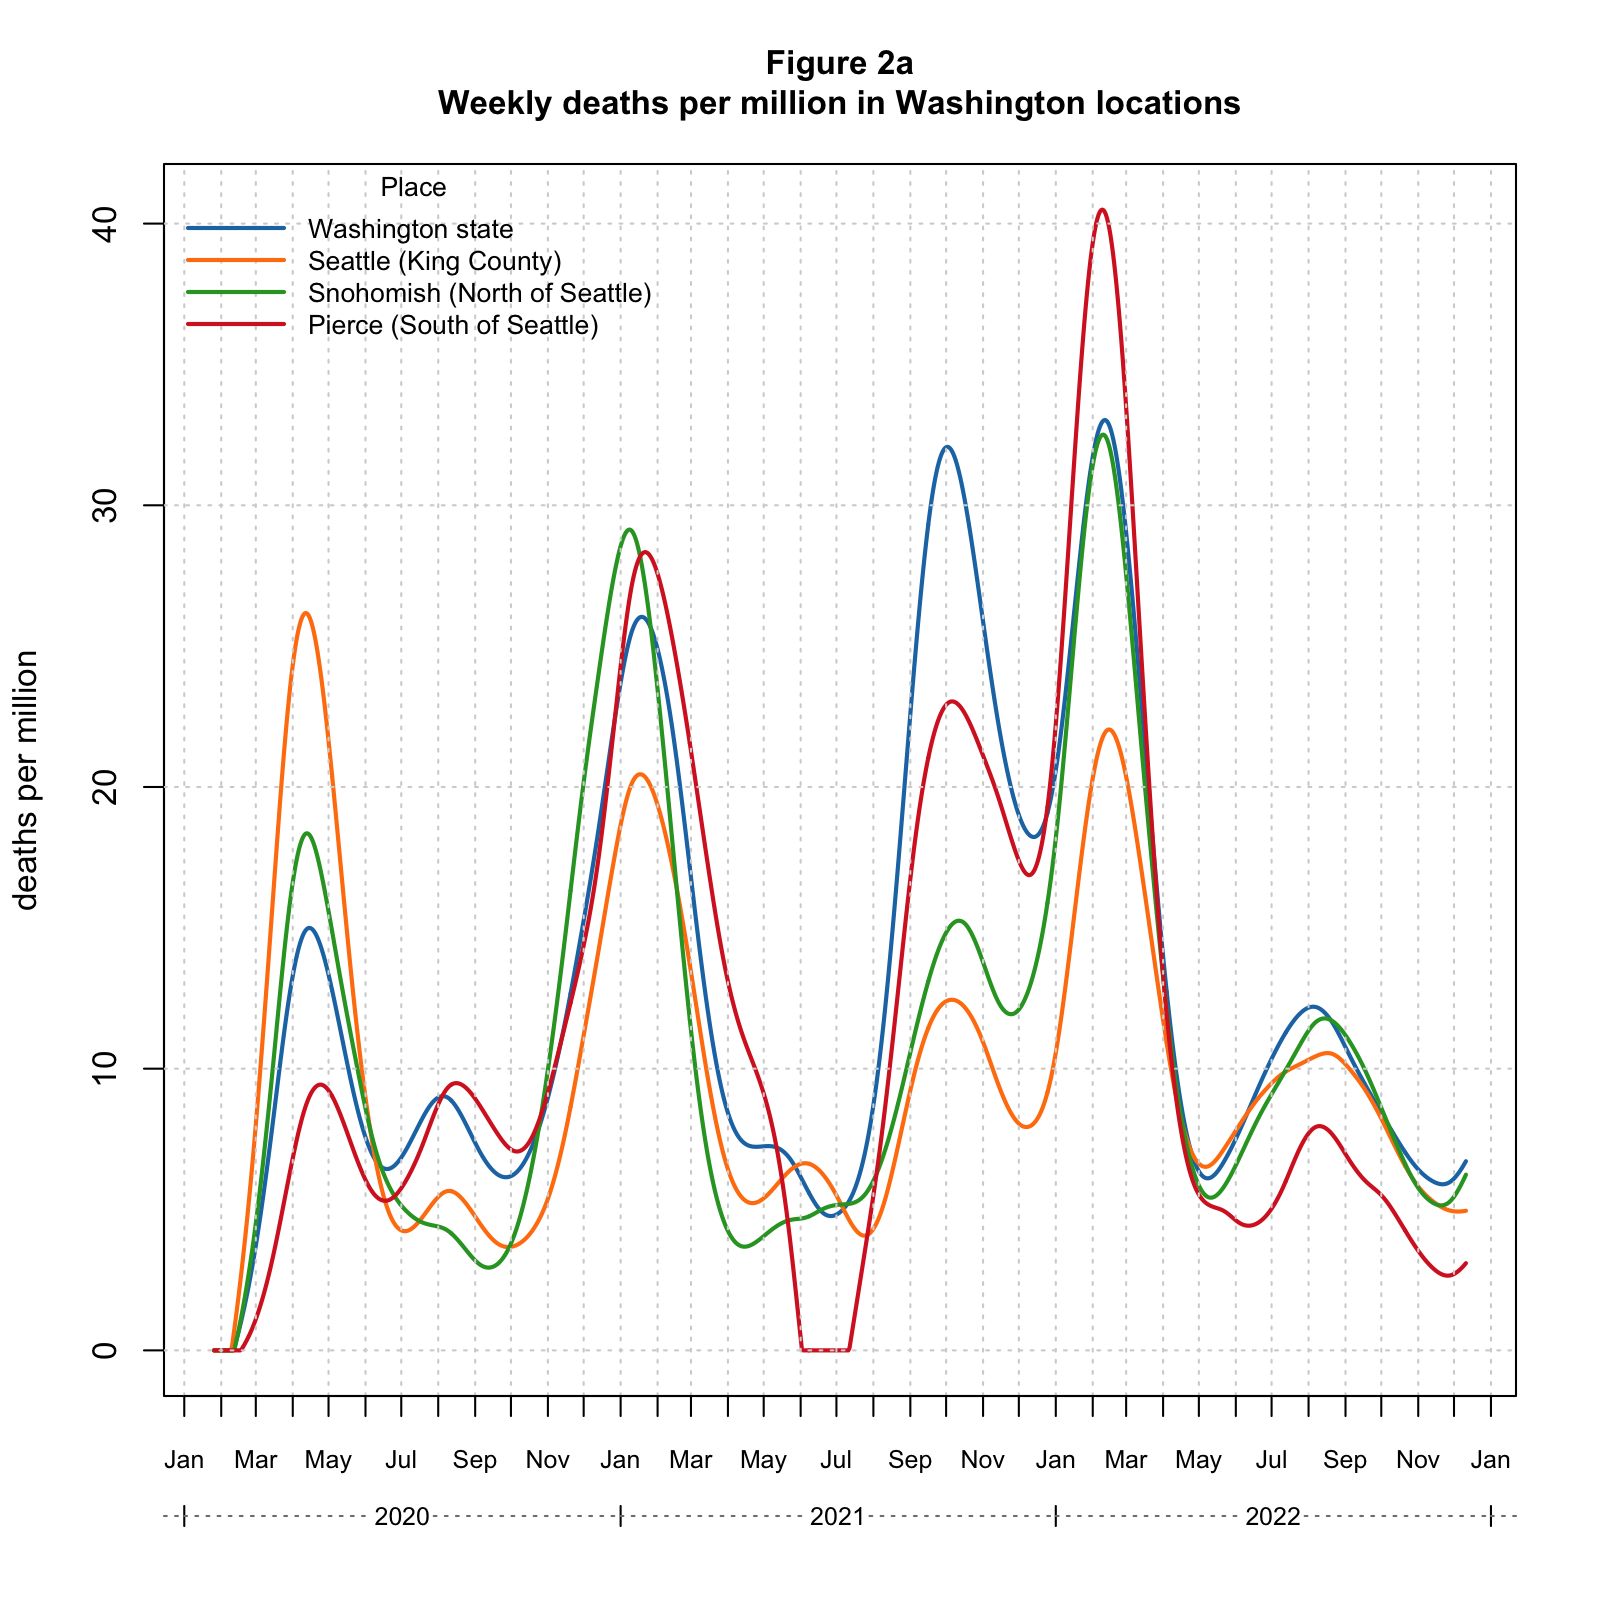 Figure 2a
Weekly deaths per million in Washington locations
Place
Washington state
Seattle (King County)
Snohomish (North of Seattle)
Pierce (South of Seattle)
deaths per million
40
30
20
10
0
Jan Mar May Jul Sep Nov Jan Mar May Jul Sep Nov Jan Mar May Jul Sep Nov Jan
2020 2021 2022